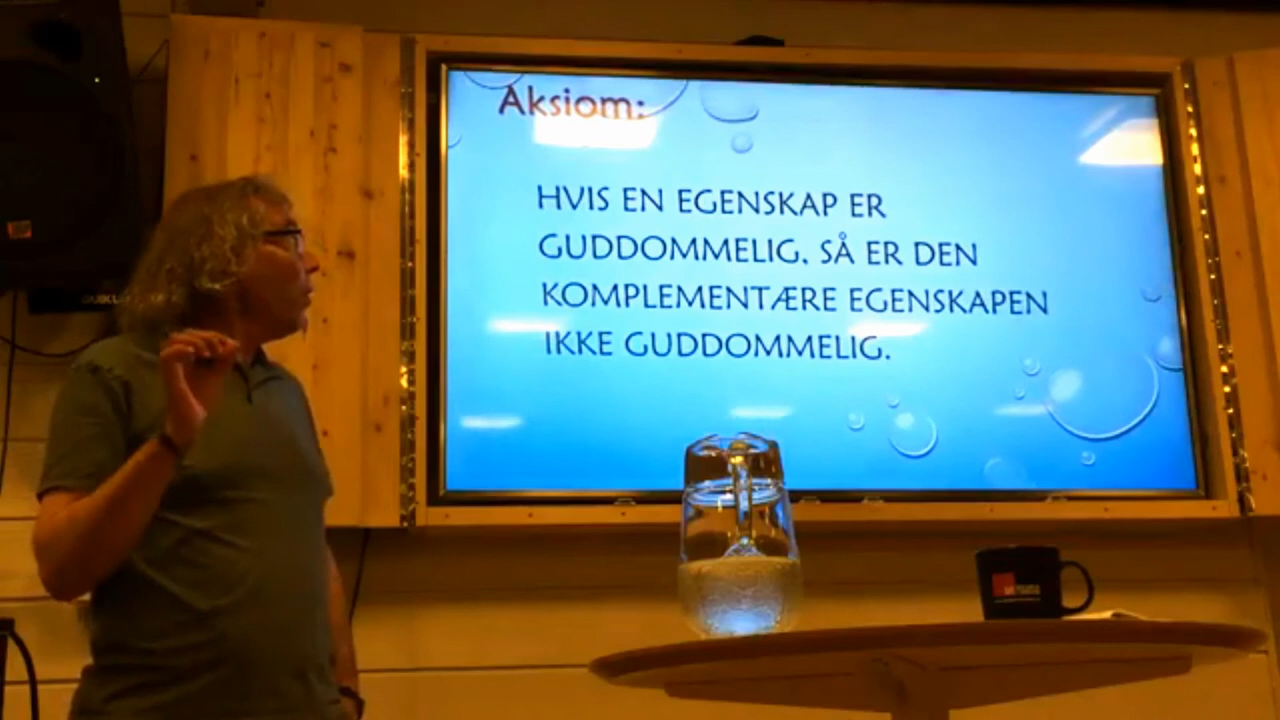 Aksiom:
HVIS EN EGENSKAP ER
GUDDOMMELIG, SÅ ER DEN
KOMPLEMENTÆRE EGENSKAPEN
IKKE GUDDOMMELIG.